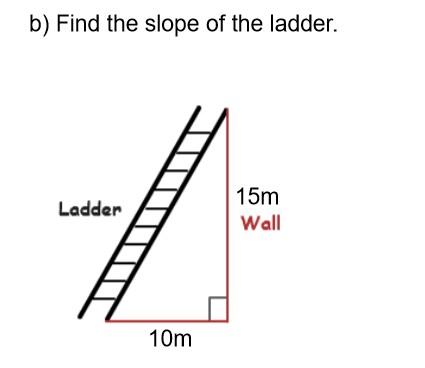 b) Find the slope of the ladder.
Ladder
15m
Wall
10m